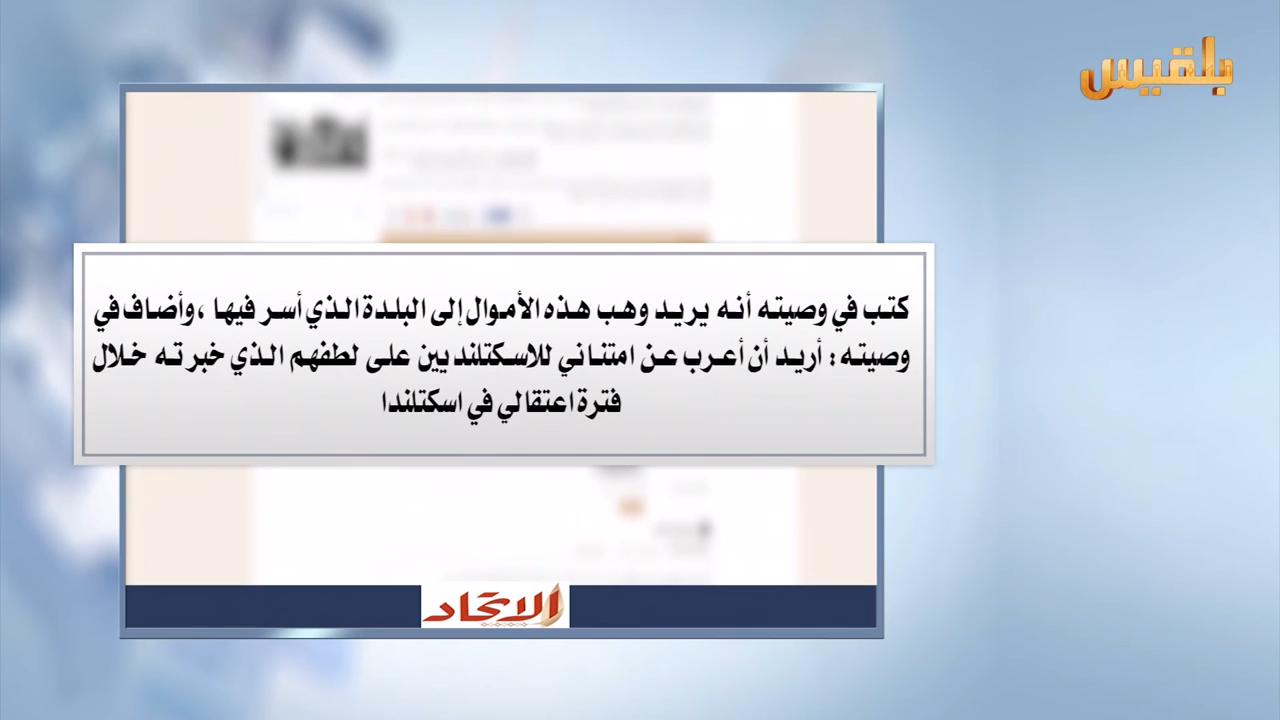 بلقيس
كتب في وصيته أنه يريد وهب هذه الأموال إلى البلدة الذي أسر فيها ،وأضاف في
وصيته : أريد أن أعرب عن امتناني للاسكتلنديين على لطفهم الذي خبرته خلال
فترة اعتقالي في اسكتلندا
الاتحاد